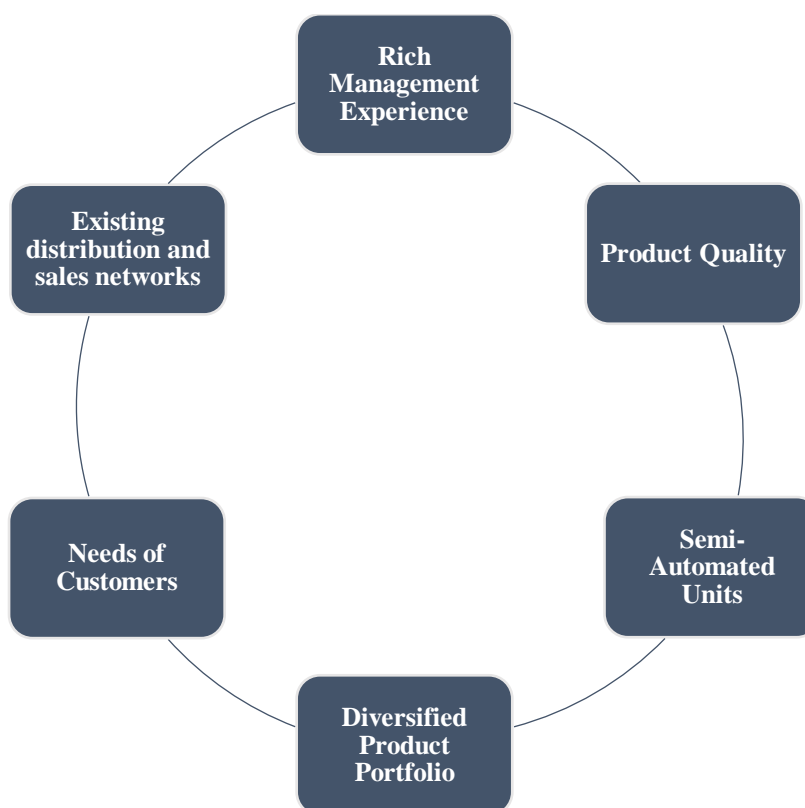 Rich
Management
Experience
Product Quality
Semi-
Automated
Units
Diversified
Product
Portfolio
Needs of
Customers
Existing
distribution and
sales networks